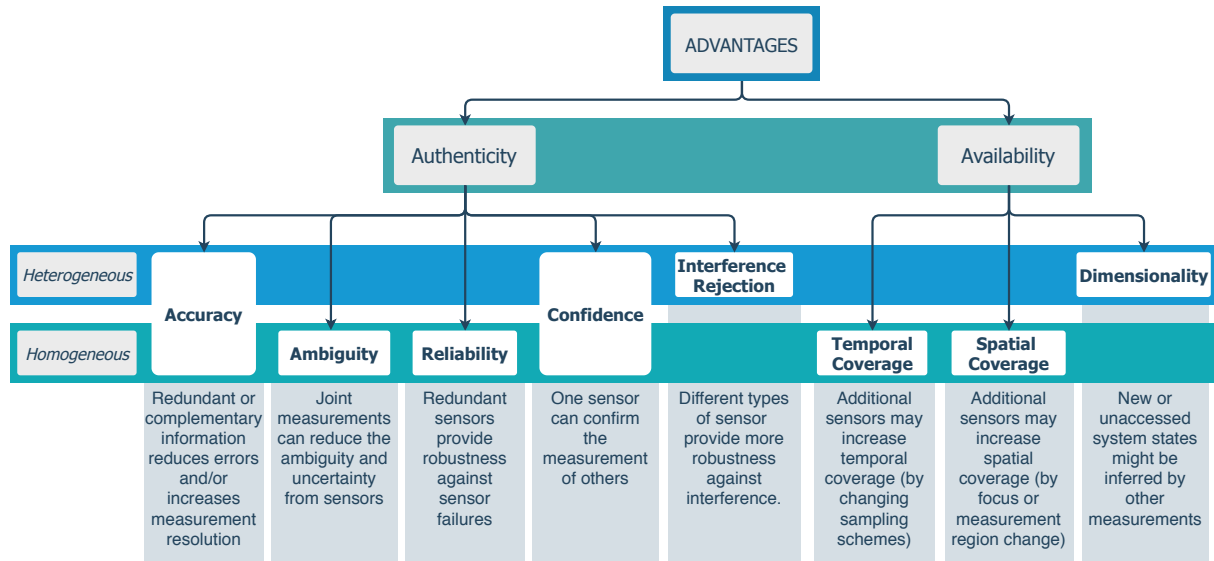 ADVANTAGES
Authenticity
Availability
Heterogeneous
Accuracy
Confidence
Interference
Rejection
Dimensionality
Homogeneous
Ambiguity
Reliability
Temporal
Coverage
Spatial
Coverage
Redundant or
complementary
information
reduces errors
and/or
increases
measurement
resolution
Joint
measurements
can reduce the
ambiguity and
uncertainty
from sensors
Redundant
sensors
provide
robustness
against
sensor
failures
One sensor
can confirm
the
measurement
of others
Different types
of sensor
provide more
robustness
against
interference.
Additional
sensors may
increase
temporal
coverage (by
changing
sampling
schemes)
Additional
sensors may
increase
spatial
coverage (by
focus or
measurement
region change)
New or
unaccessed
system states
might be
inferred by
other
measurements